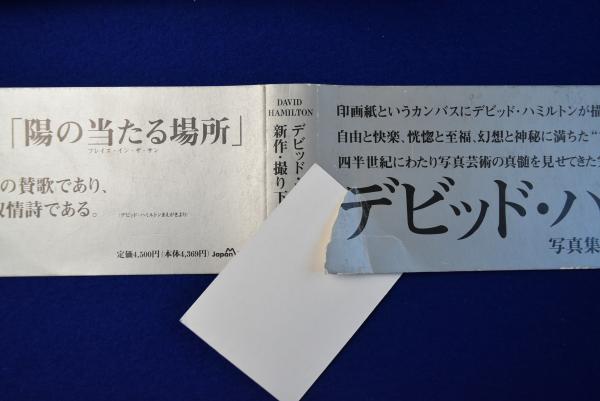 「陽の当たる場所」
プレイス・イン・ザ・サン
の賛歌であり、
叙情詩である。
(デビッド・ハミルトンまえがきより)
定価4,500円(本体4,369円)
Japan
DAVID
HAMILTON
デビッド・
新作・撮り下
印画紙というカンバスにデビッド・ハミルトンが描
自由と快楽、恍惚と至福、幻想と神秘に満ちた“
四半世紀にわたり写真芸術の真髄を見せてきた
デビッド・ハ
写真集